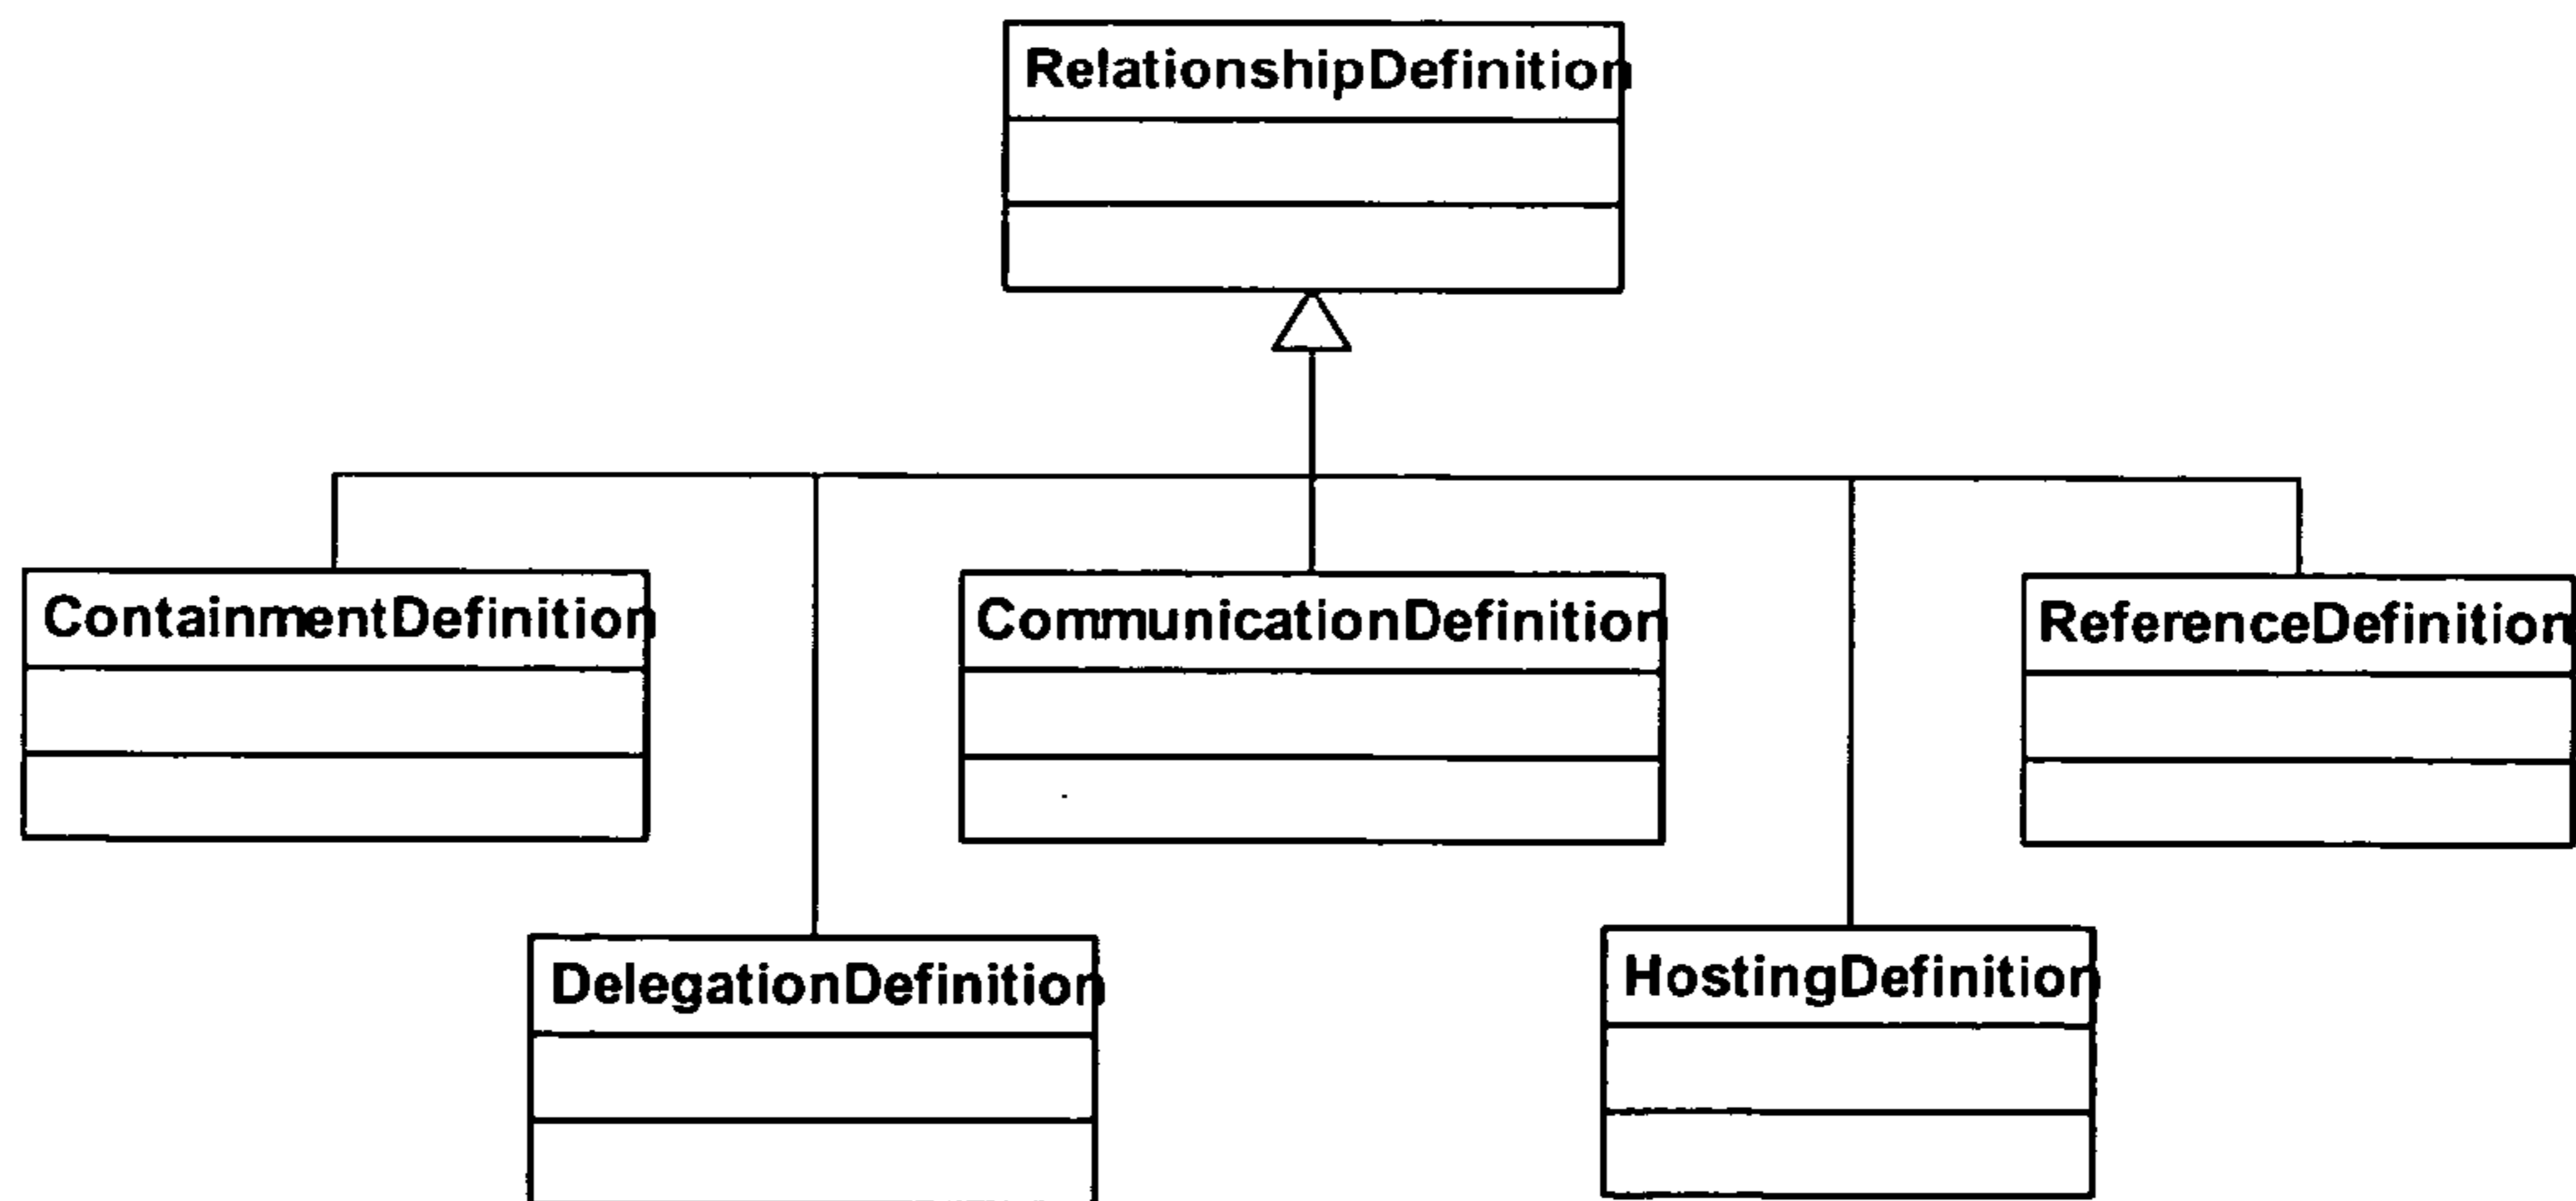 RelationshipDefinition
ContainmentDefinition
CommunicationDefinition
ReferenceDefinition
DelegationDefinition
HostingDefinition